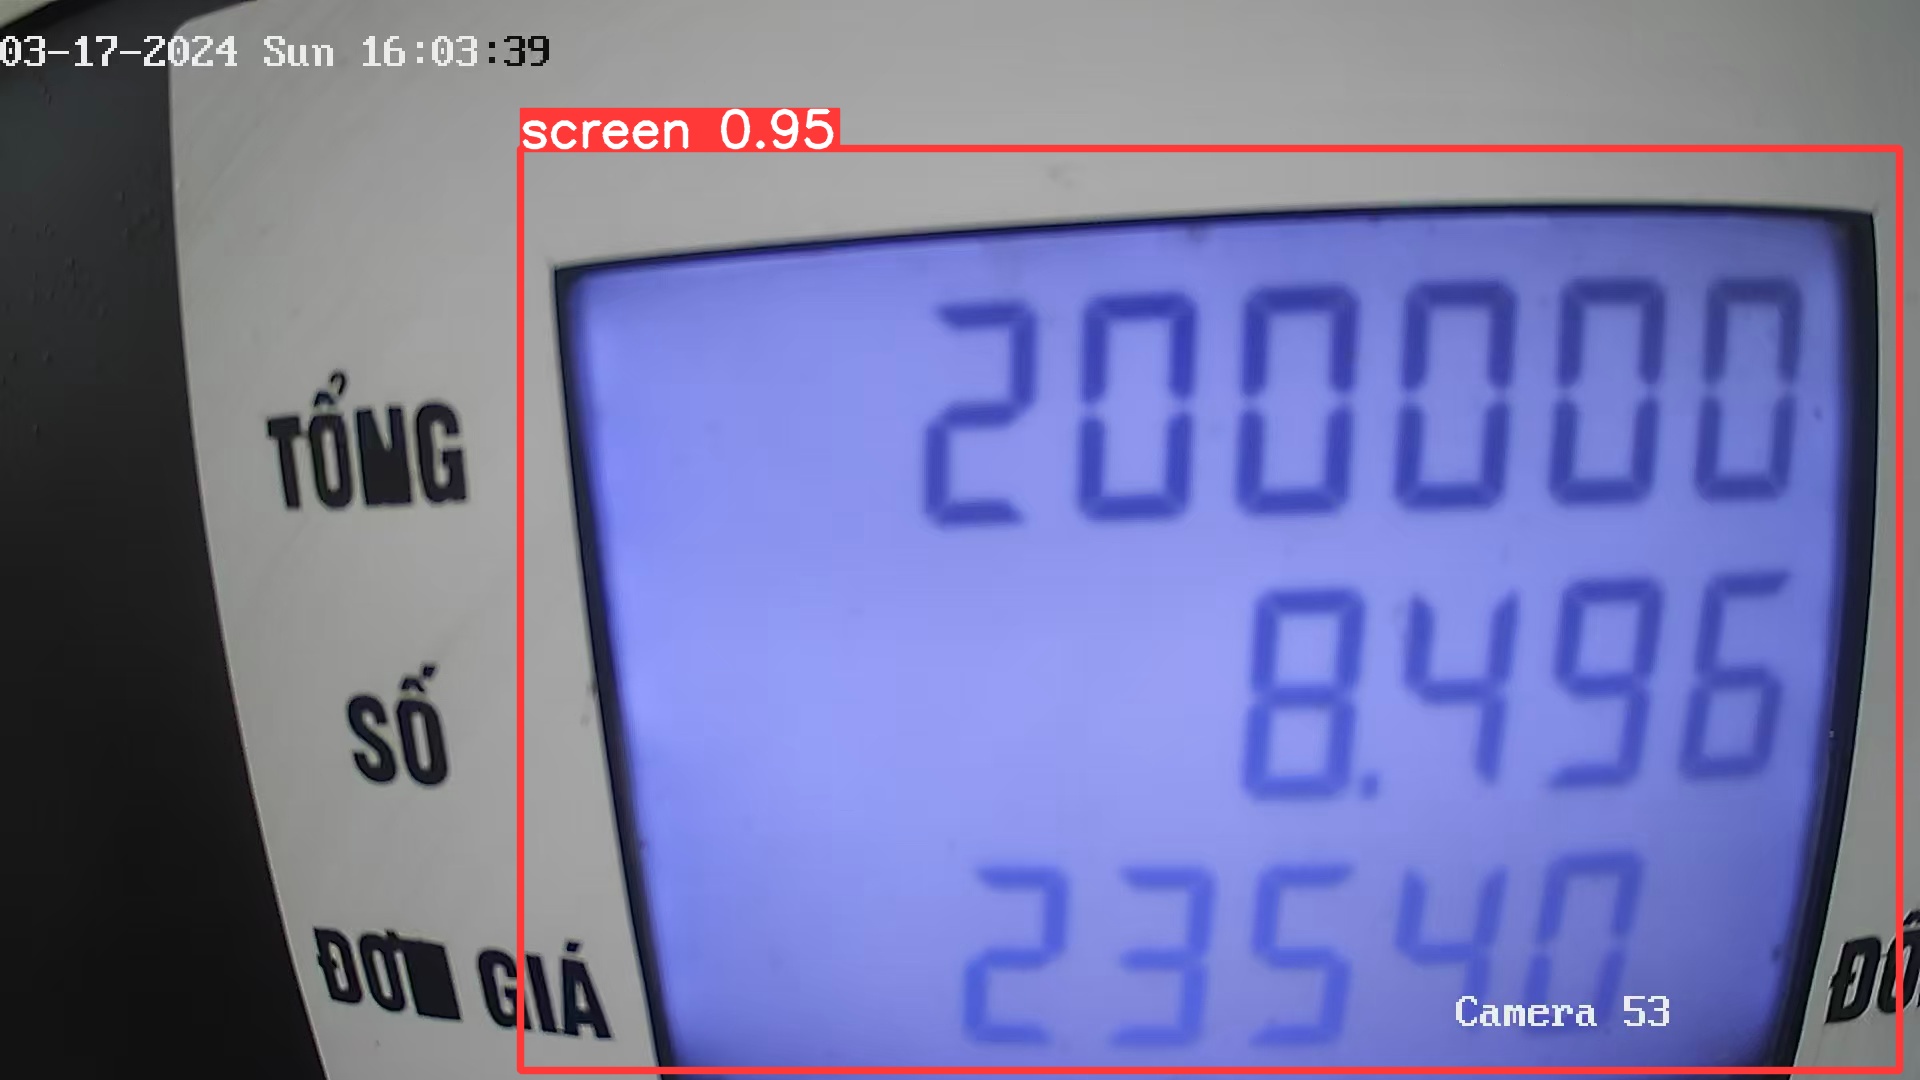 03-17-2024 Sun 16:03:39
screen 0.95
TỔNG 200000
SỐ 8.496
ĐƠN GIÁ 23540
Camera 53